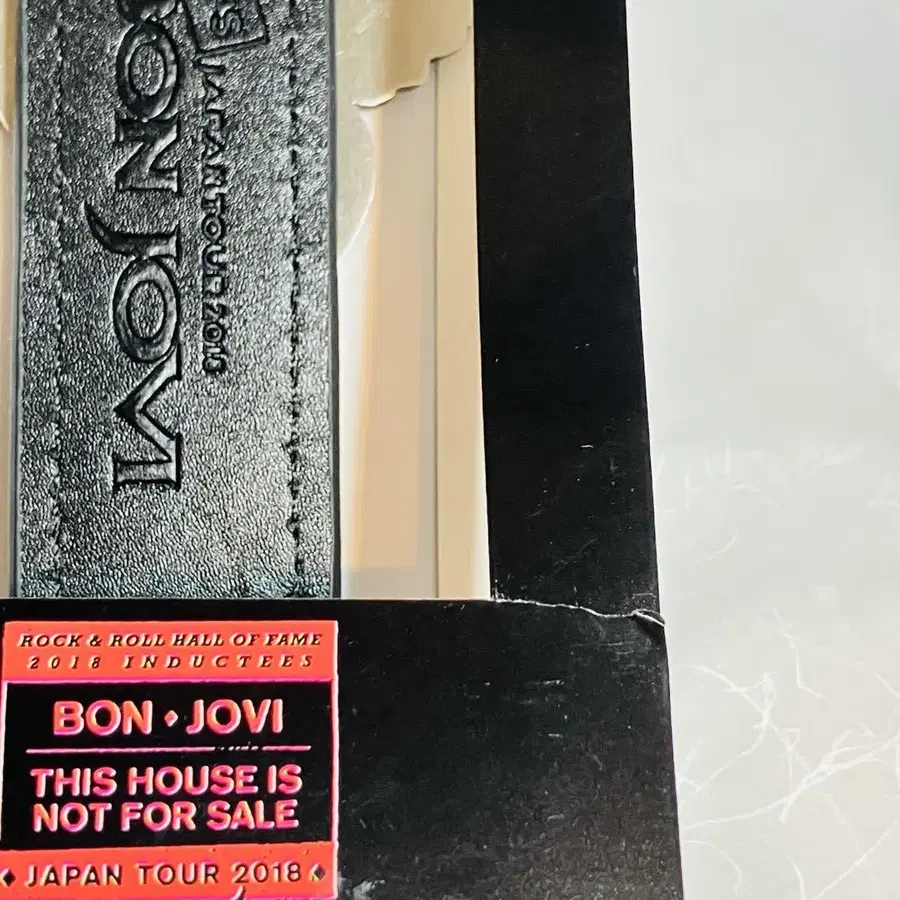 BON JOVI
JAPAN TOUR 2018
ROCK & ROLL HALL OF FAME
2018 INDUCTEES
BON • JOVI
THIS HOUSE IS
NOT FOR SALE
JAPAN TOUR 2018